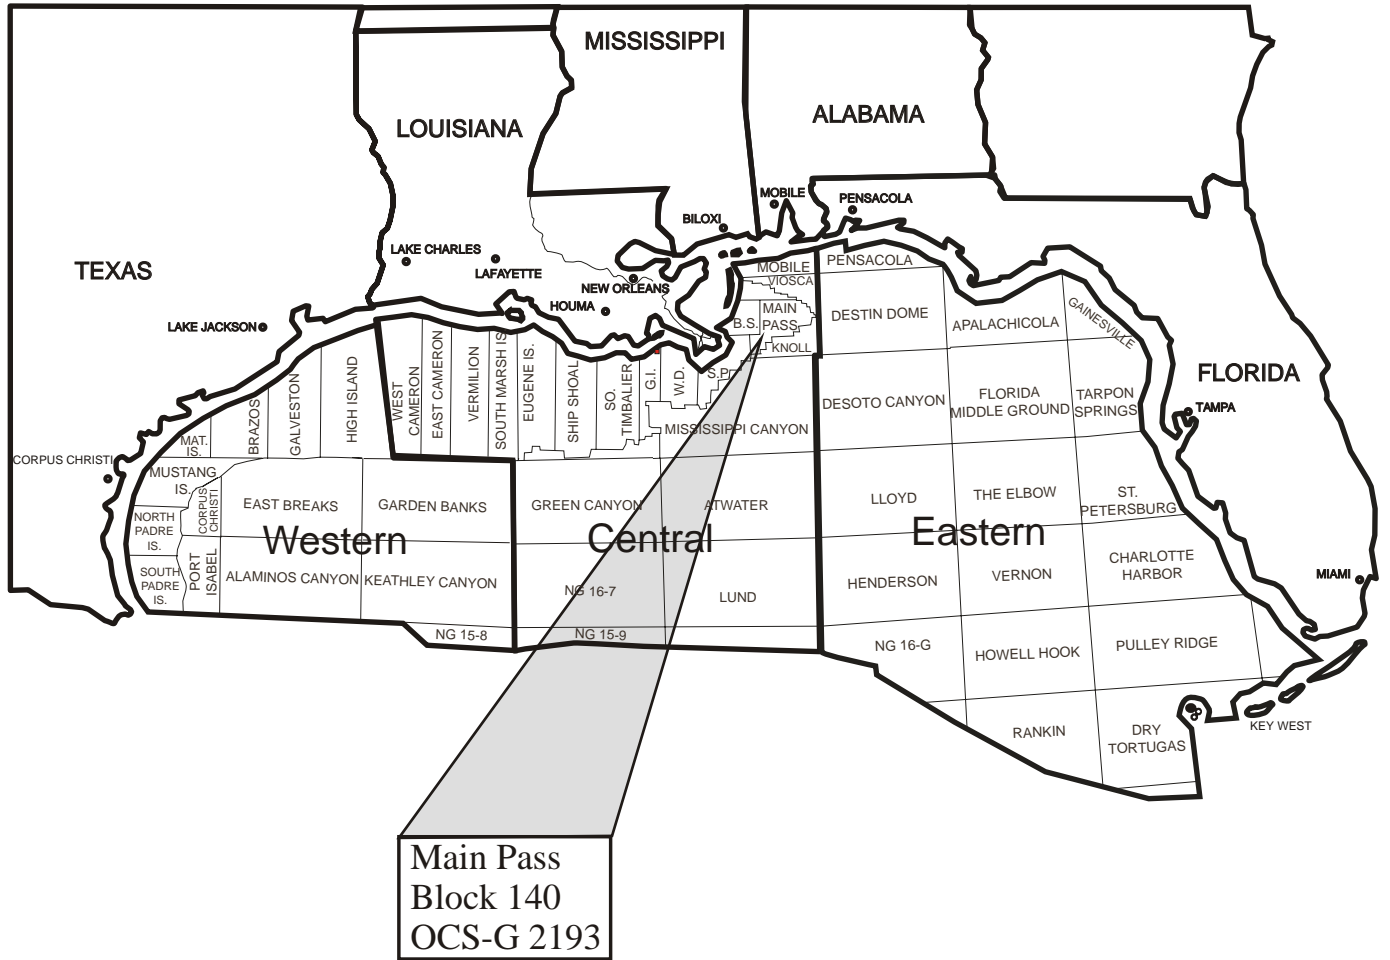 MISSISSIPPI
ALABAMA
LOUISIANA
MOBILE
PENSACOLA
BILOXI
LAKE CHARLES
LAFAYETTE
NEW ORLEANS
HOUMA
TEXAS
LAKE JACKSON
FLORIDA
TAMPA
MIAMI
KEY WEST
CORPUS CHRISTI
MOBILE
VIOSCA
PENSACOLA
B.S.
MAIN
PASS
KNOLL
DESTIN DOME
APALACHICOLA
GAINESVILLE
MAT.
IS.
BRAZOS
GALVESTON
HIGH ISLAND
WEST
CAMERON
EAST CAMERON
VERMILION
SOUTH MARSH IS.
EUGENE IS.
SHIP SHOAL
SO.
TIMBALIER
G.I.
W.D.
S.P.
MISSISSIPPI CANYON
DESOTO CANYON
FLORIDA
MIDDLE GROUND
TARPON
SPRINGS
MUSTANG
IS.
CORPUS
CHRISTI
NORTH
PADRE
IS.
EAST BREAKS
GARDEN BANKS
GREEN CANYON
ATWATER
LLOYD
THE ELBOW
ST.
PETERSBURG
Western
Central
Eastern
SOUTH
PADRE
IS.
PORT
ISABEL
ALAMINOS CANYON
KEATHLEY CANYON
NG 16-7
LUND
HENDERSON
VERNON
CHARLOTTE
HARBOR
NG 15-8
NG 15-9
NG 16-G
HOWELL HOOK
PULLEY RIDGE
RANKIN
DRY
TORTUGAS
Main Pass
Block 140
OCS-G 2193